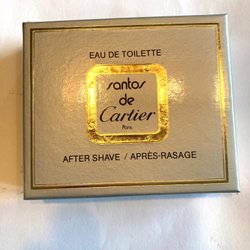 EAU DE TOILETTE
santos
de
Cartier
Paris
AFTER SHAVE / APRÈS-RASAGE